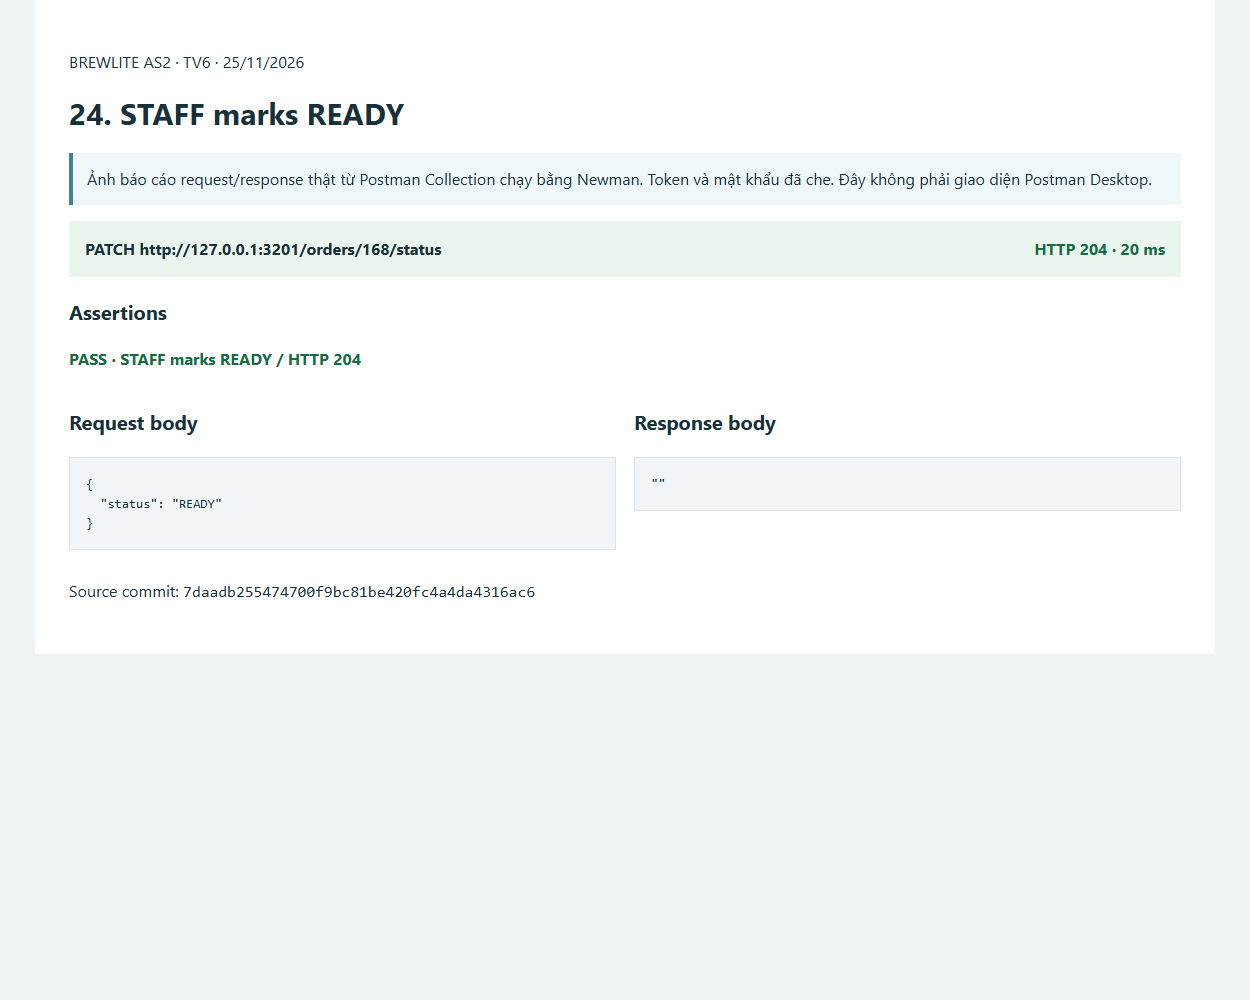 BREWLITE AS2 · TV6 · 25/11/2026
24. STAFF marks READY
Ảnh báo cáo request/response thật từ Postman Collection chạy bằng Newman. Token và mật khẩu đã che. Đây không phải giao diện Postman Desktop.
PATCH http://127.0.0.1:3201/orders/168/status
HTTP 204 · 20 ms
Assertions
PASS · STAFF marks READY / HTTP 204
Request body
{
  "status": "READY"
}
Response body
""
Source commit: 7daadb255474700f9bc81be420fc4a4da4316ac6